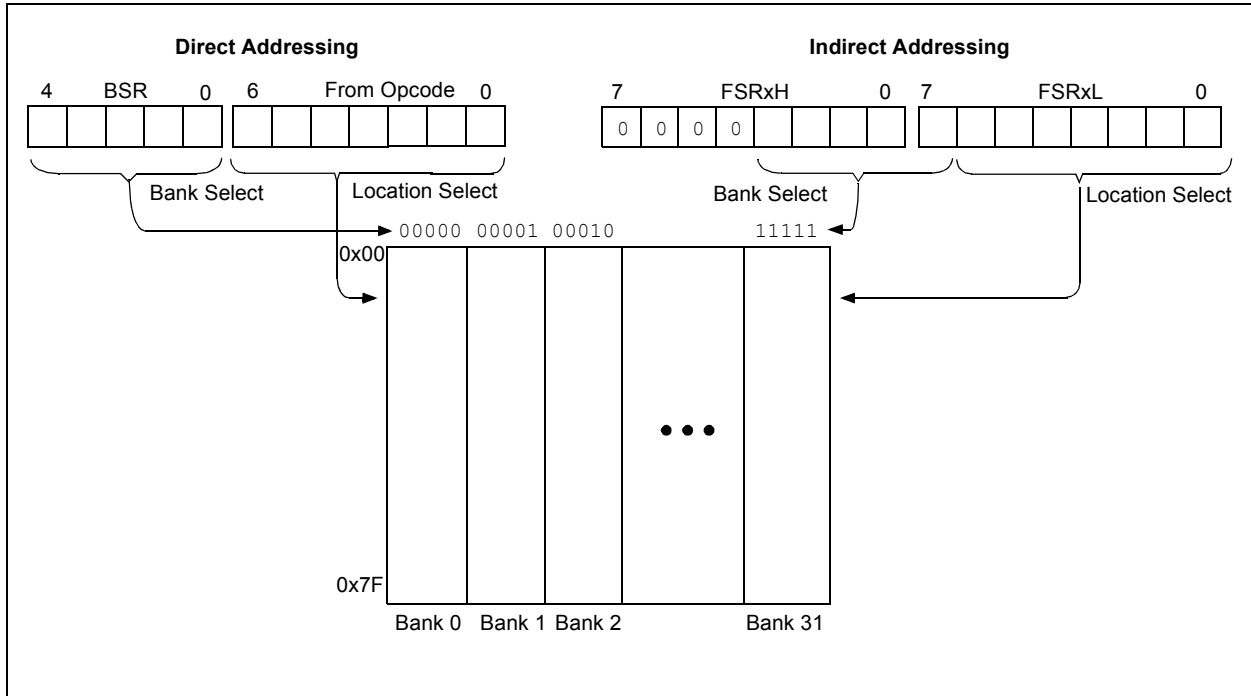 Direct Addressing
Indirect Addressing
4 BSR 0 6 From Opcode 0
7 FSRxH 0 7 FSRxL 0
0 0 0 0
Bank Select
Location Select
Bank Select
Location Select
00000 00001 00010 11111
0x00
0x7F
Bank 0 Bank 1 Bank 2 Bank 31